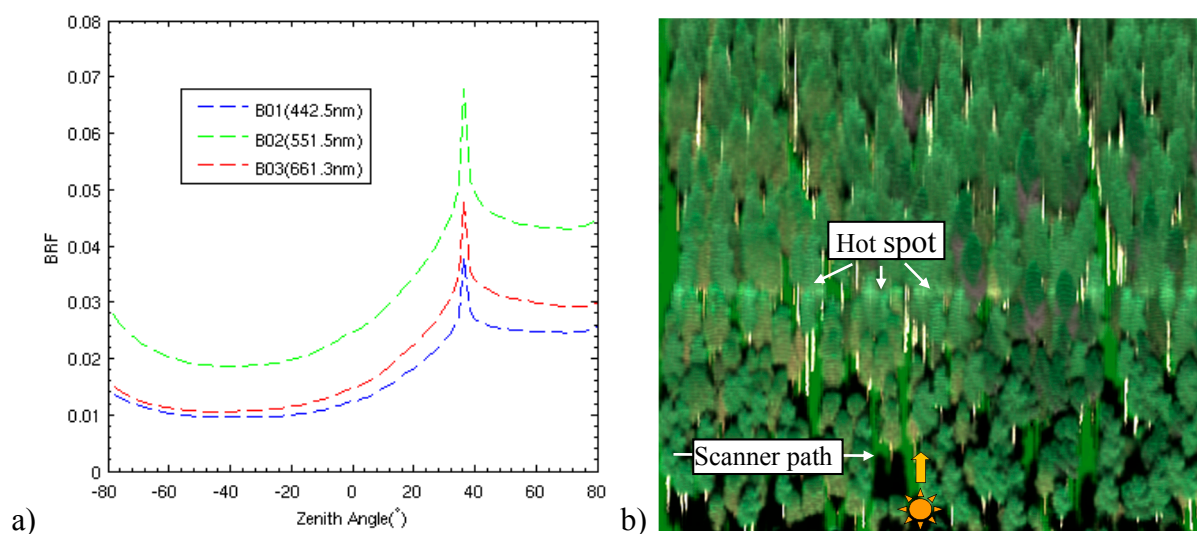 0.08
0.07
0.06
0.05
0.04
0.03
0.02
0.01
0
BRF
-80 -60 -40 -20 0 20 40 60 80
Zenith Angle(°)
B01(442.5nm)
B02(551.5nm)
B03(661.3nm)
a)
Hot spot
Scanner path
b)